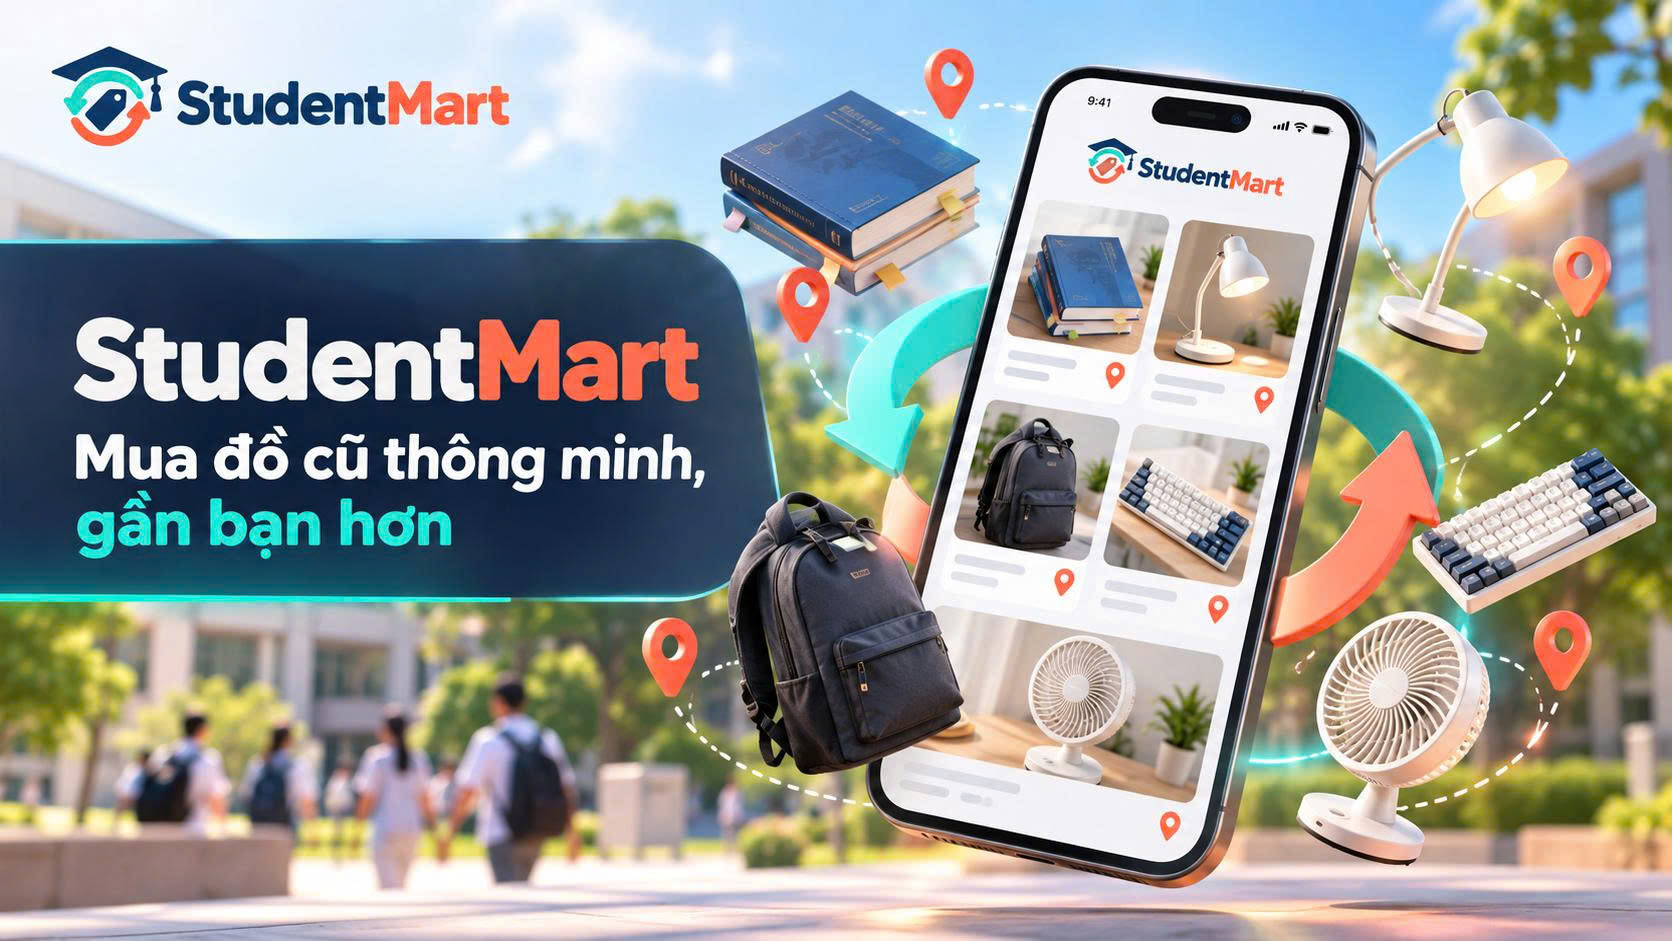 StudentMart
StudentMart
Mua đồ cũ thông minh,
gần bạn hơn
9:41
StudentMart